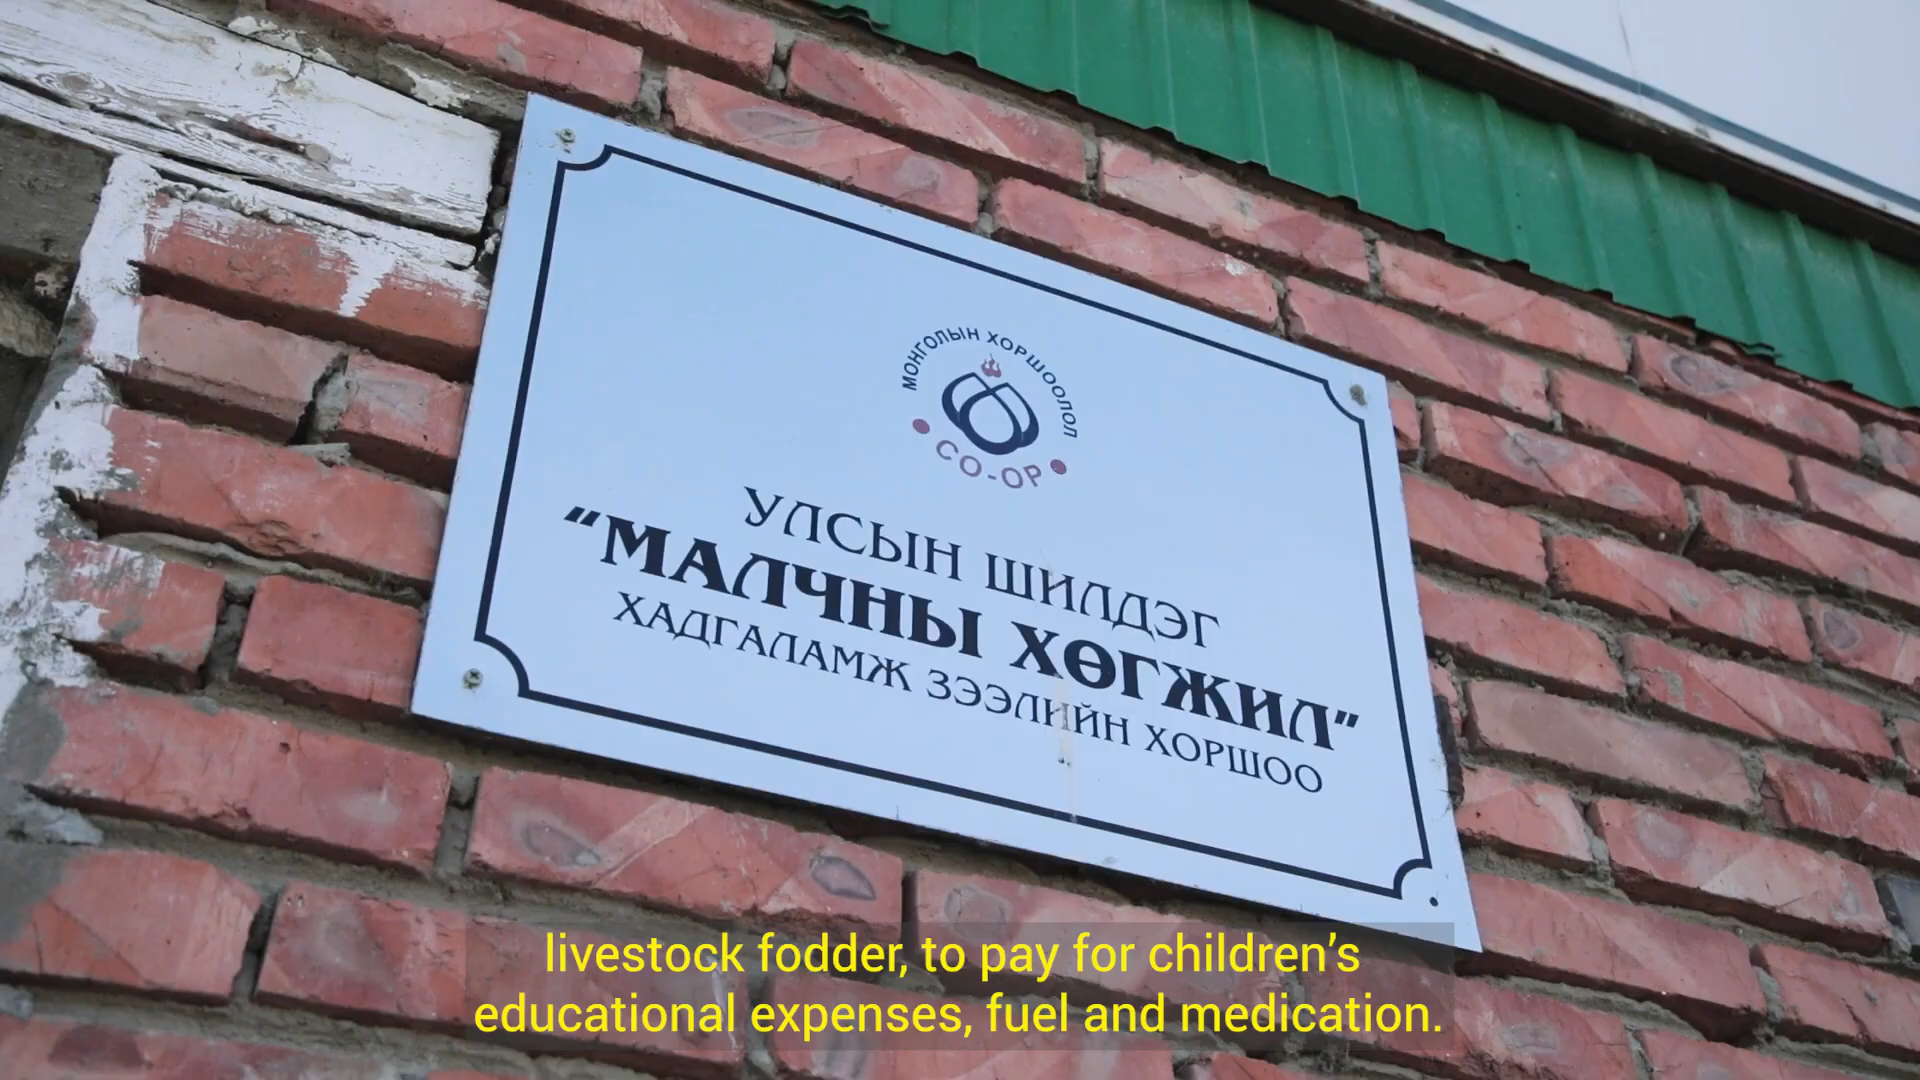 МОНГОЛЫН ХОРШООЛОЛ
CO-OP
УЛСЫН ШИЛДЭГ
“МАЛЧНЫ ХӨГЖИЛ”
ХАДГАЛАМЖ ЗЭЭЛИЙН ХОРШОО
livestock fodder, to pay for children’s
educational expenses, fuel and medication.